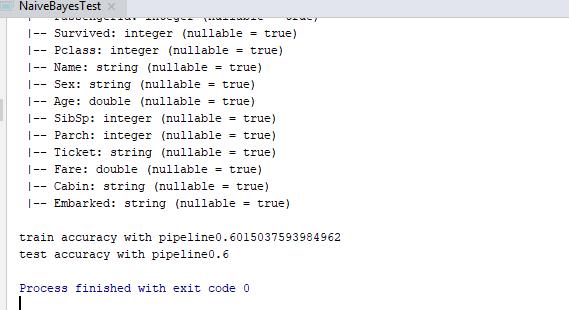 NaiveBayesTest
|-- PassengerId: integer (nullable = true)
|-- Survived: integer (nullable = true)
|-- Pclass: integer (nullable = true)
|-- Name: string (nullable = true)
|-- Sex: string (nullable = true)
|-- Age: double (nullable = true)
|-- SibSp: integer (nullable = true)
|-- Parch: integer (nullable = true)
|-- Ticket: string (nullable = true)
|-- Fare: double (nullable = true)
|-- Cabin: string (nullable = true)
|-- Embarked: string (nullable = true)
train accuracy with pipeline0.6015037593984962
test accuracy with pipeline0.6
Process finished with exit code 0